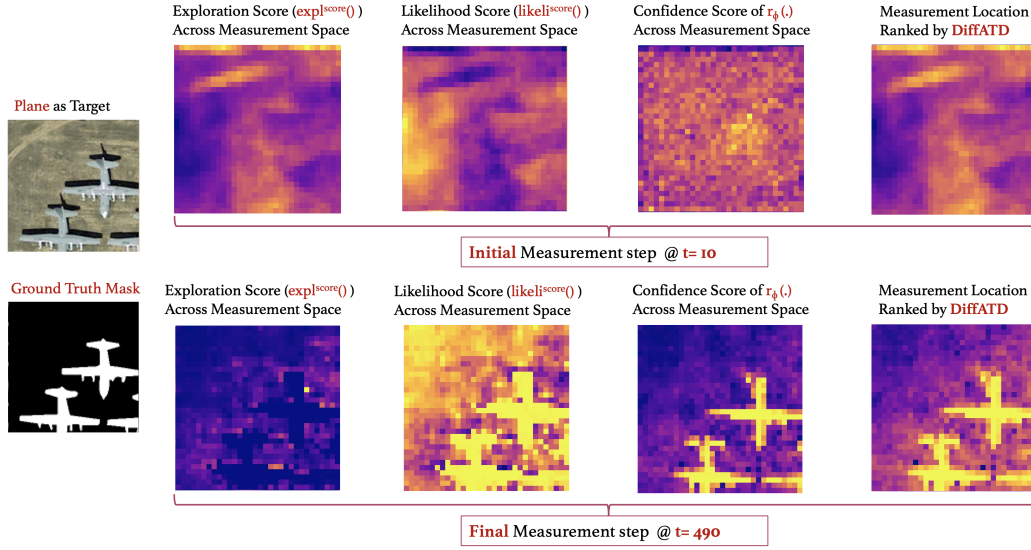 Plane as Target
Exploration Score (expl^score() )
Across Measurement Space
Likelihood Score (likeli^score() )
Across Measurement Space
Confidence Score of r_ϕ(.)
Across Measurement Space
Measurement Location
Ranked by DiffATD
Initial Measurement step @ t= 10
Ground Truth Mask
Exploration Score (expl^score() )
Across Measurement Space
Likelihood Score (likeli^score() )
Across Measurement Space
Confidence Score of r_ϕ(.)
Across Measurement Space
Measurement Location
Ranked by DiffATD
Final Measurement step @ t= 490